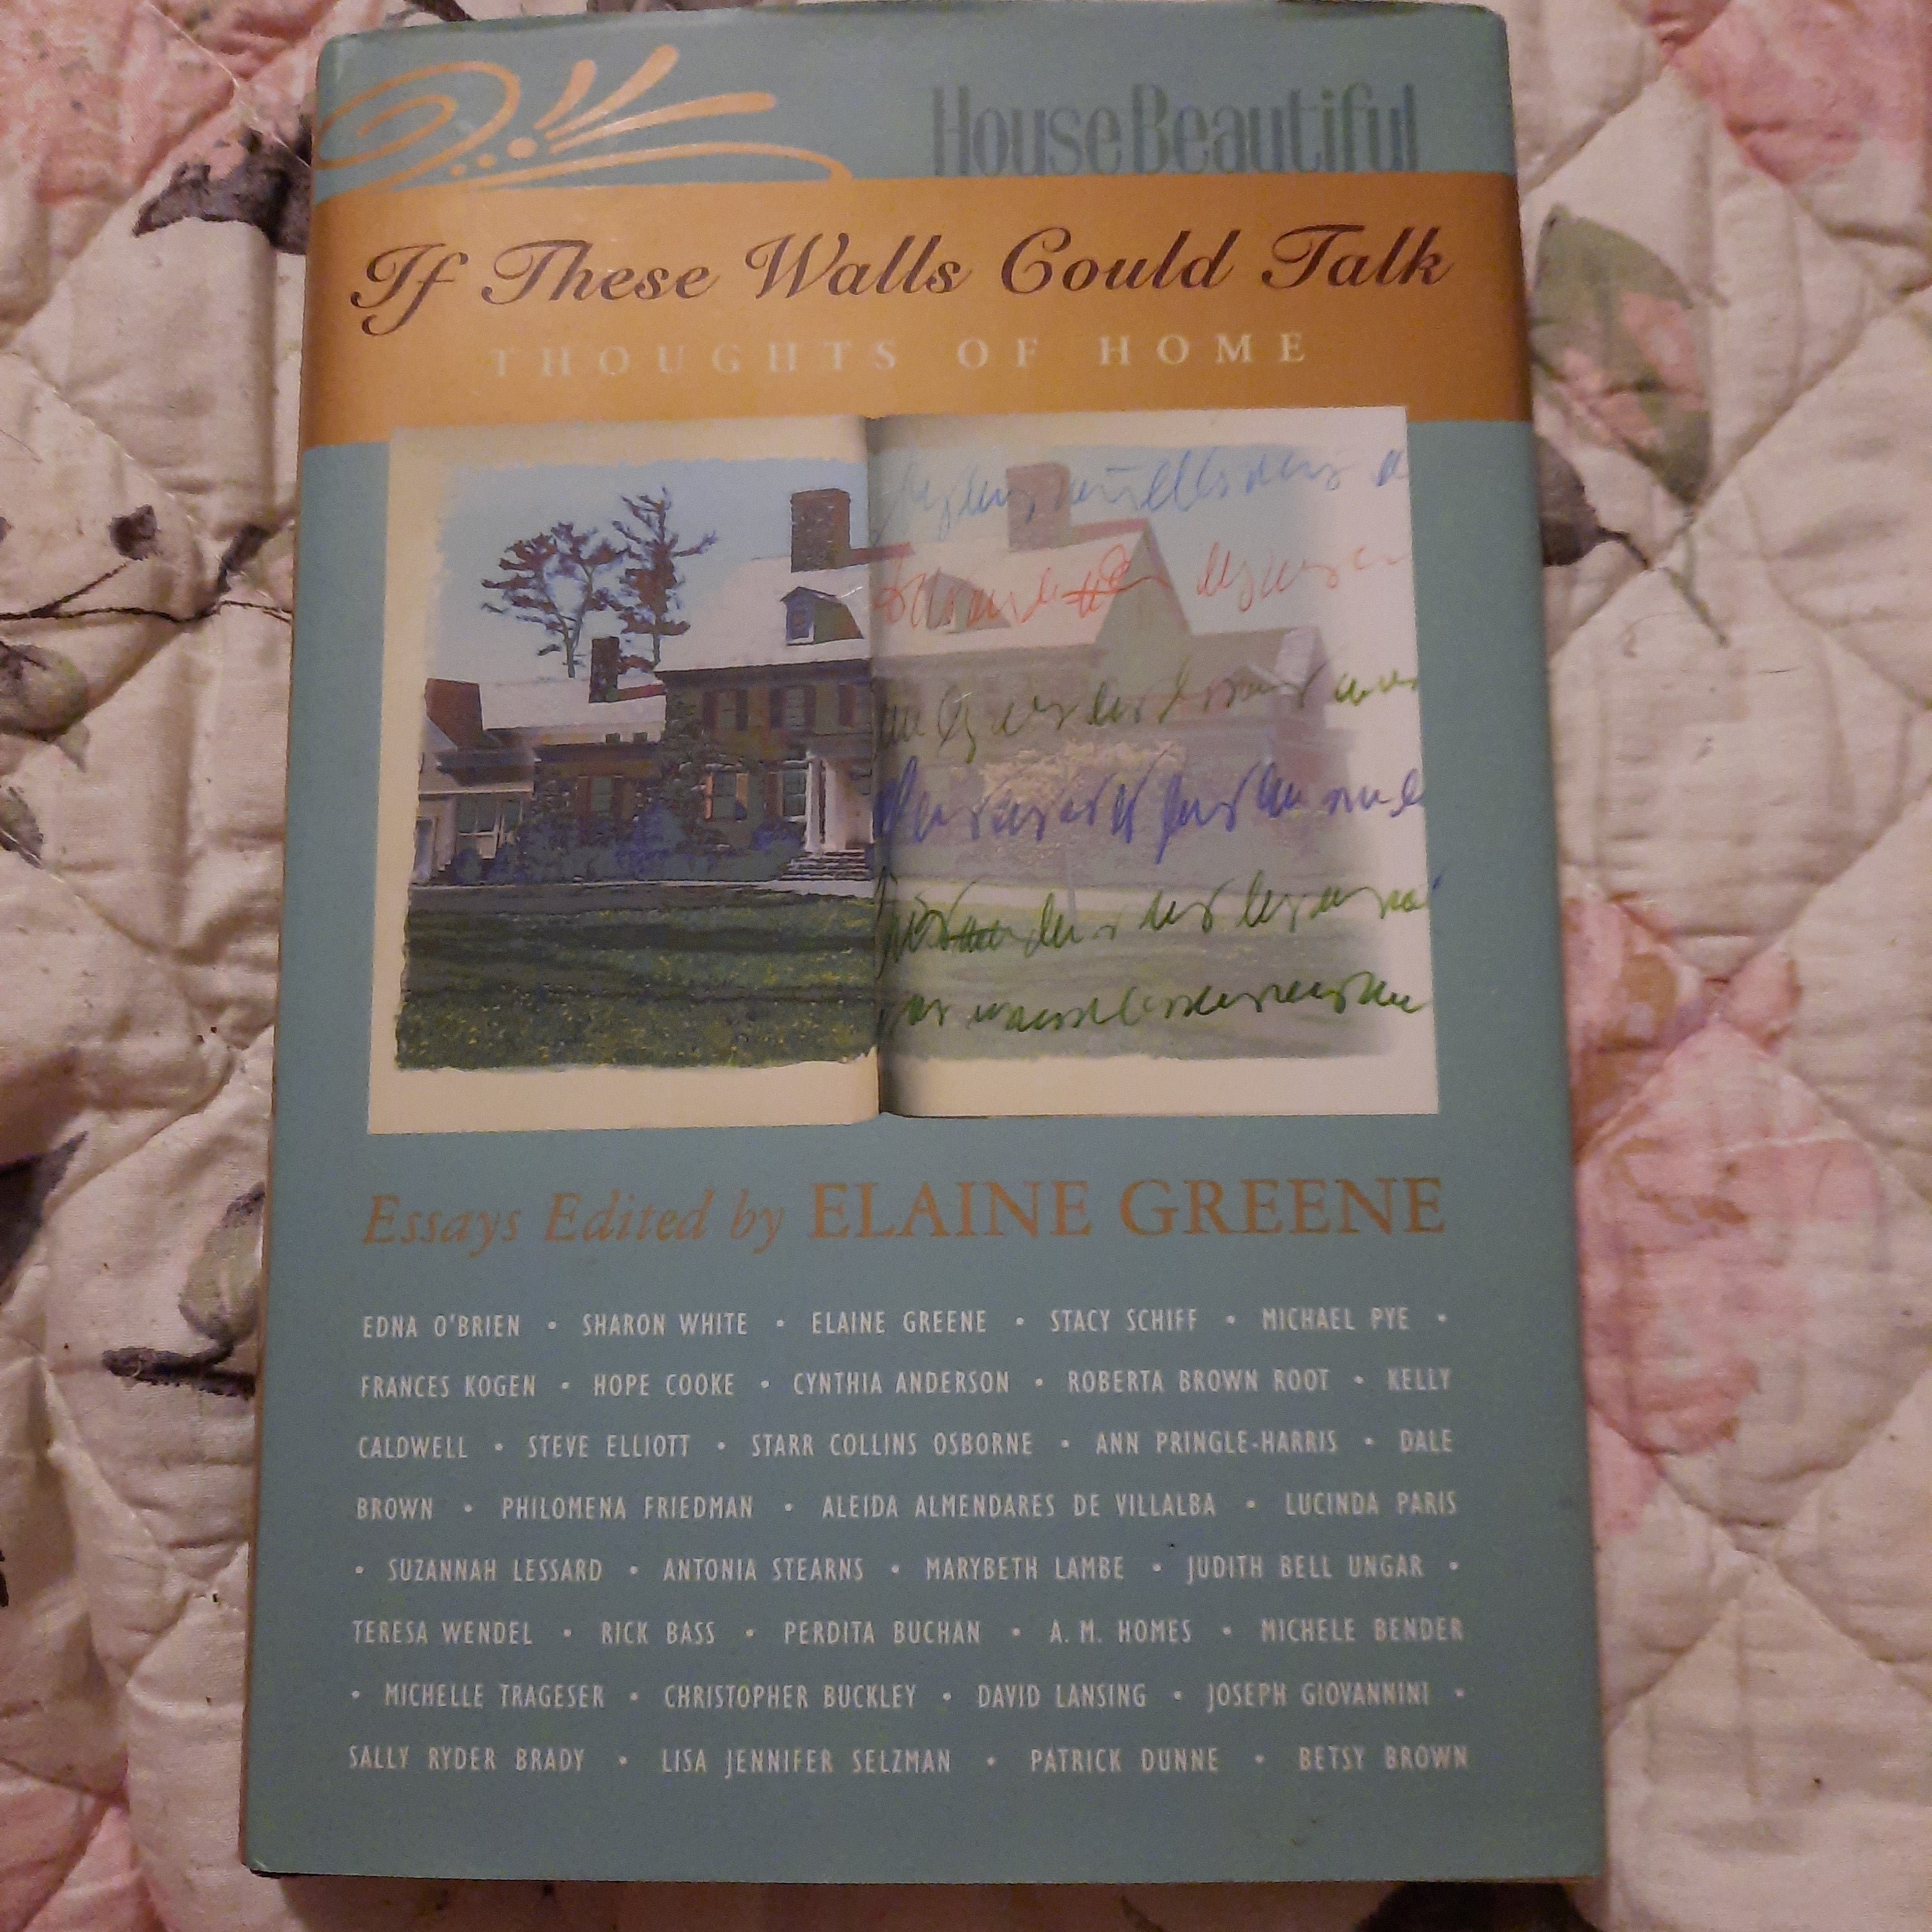 HouseBeautiful
If These Walls Could Talk
THOUGHTS OF HOME
Essays Edited by ELAINE GREENE
EDNA O'BRIEN • SHARON WHITE • ELAINE GREENE • STACY SCHIFF • MICHAEL PYE •
FRANCES KOGEN • HOPE COOKE • CYNTHIA ANDERSON • ROBERTA BROWN ROOT • KELLY
CALDWELL • STEVE ELLIOTT • STARR COLLINS OSBORNE • ANN PRINGLE-HARRIS • DALE
BROWN • PHILOMENA FRIEDMAN • ALEIDA ALMENDARES DE VILLALBA • LUCINDA PARIS
• SUZANNAH LESSARD • ANTONIA STEARNS • MARYBETH LAMBE • JUDITH BELL UNGAR •
TERESA WENDEL • RICK BASS • PERDITA BUCHAN • A. M. HOMES • MICHELE BENDER
• MICHELLE TRAGESER • CHRISTOPHER BUCKLEY • DAVID LANSING • JOSEPH GIOVANNINI •
SALLY RYDER BRADY • LISA JENNIFER SELZMAN • PATRICK DUNNE • BETSY BROWN